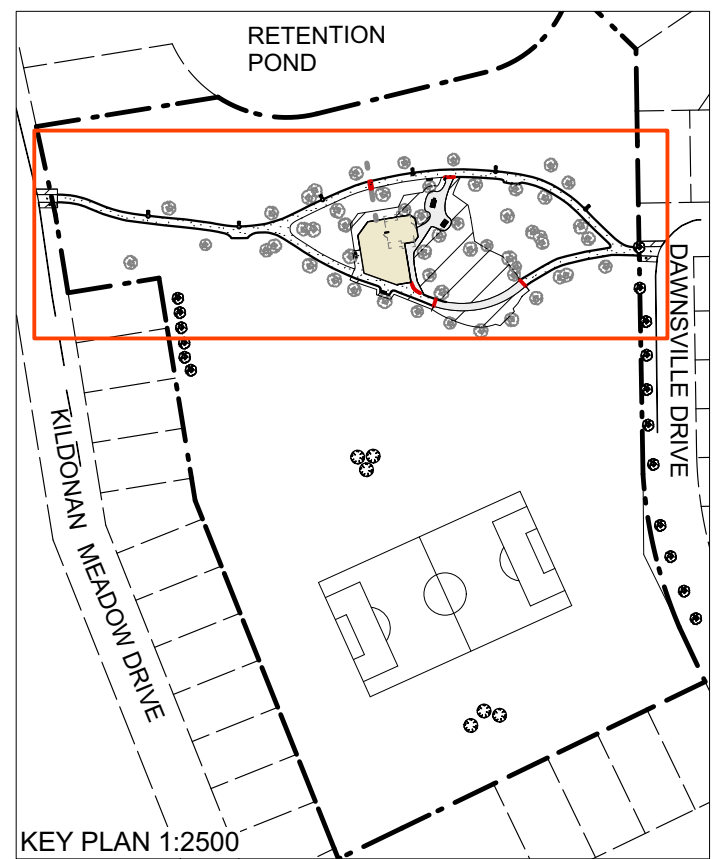 RETENTION
POND
DAWNSVILLE DRIVE
KILDONAN MEADOW DRIVE
KEY PLAN 1:2500